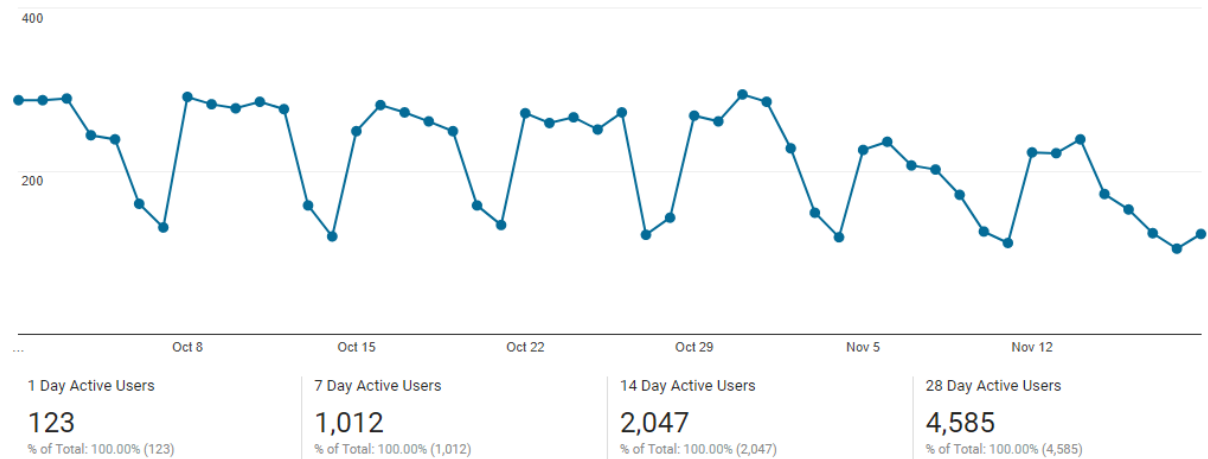 400
200
... Oct 8 Oct 15 Oct 22 Oct 29 Nov 5 Nov 12
1 Day Active Users 7 Day Active Users 14 Day Active Users 28 Day Active Users
123 1,012 2,047 4,585
% of Total: 100.00% (123) % of Total: 100.00% (1,012) % of Total: 100.00% (2,047) % of Total: 100.00% (4,585)